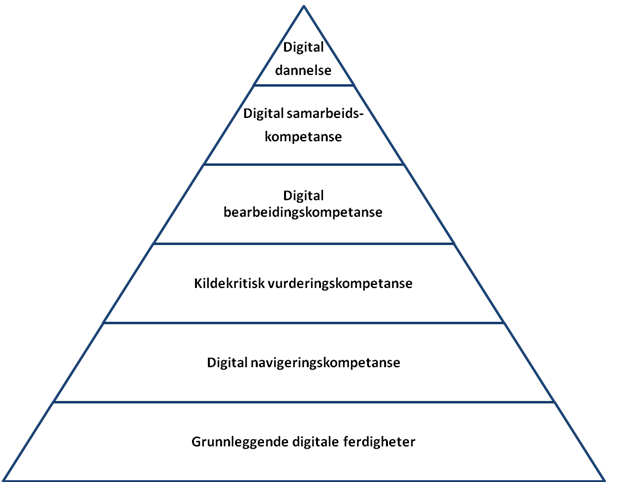 Digital
dannelse
Digital samarbeids-
kompetanse
Digital
bearbeidingskompetanse
Kildekritisk vurderingskompetanse
Digital navigeringskompetanse
Grunnleggende digitale ferdigheter